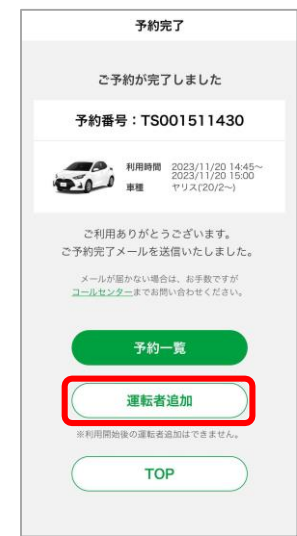 予約完了
ご予約が完了しました
予約番号：TS001511430
利用時間 2023/11/20 14:45～
2023/11/20 15:00
車種 ヤリス('20/2～)
ご利用ありがとうございます。
ご予約完了メールを送信いたしました。
メールが届かない場合は、お手数ですが
コールセンターまでお問い合わせください。
予約一覧
運転者追加
※利用開始後の運転者追加はできません。
TOP